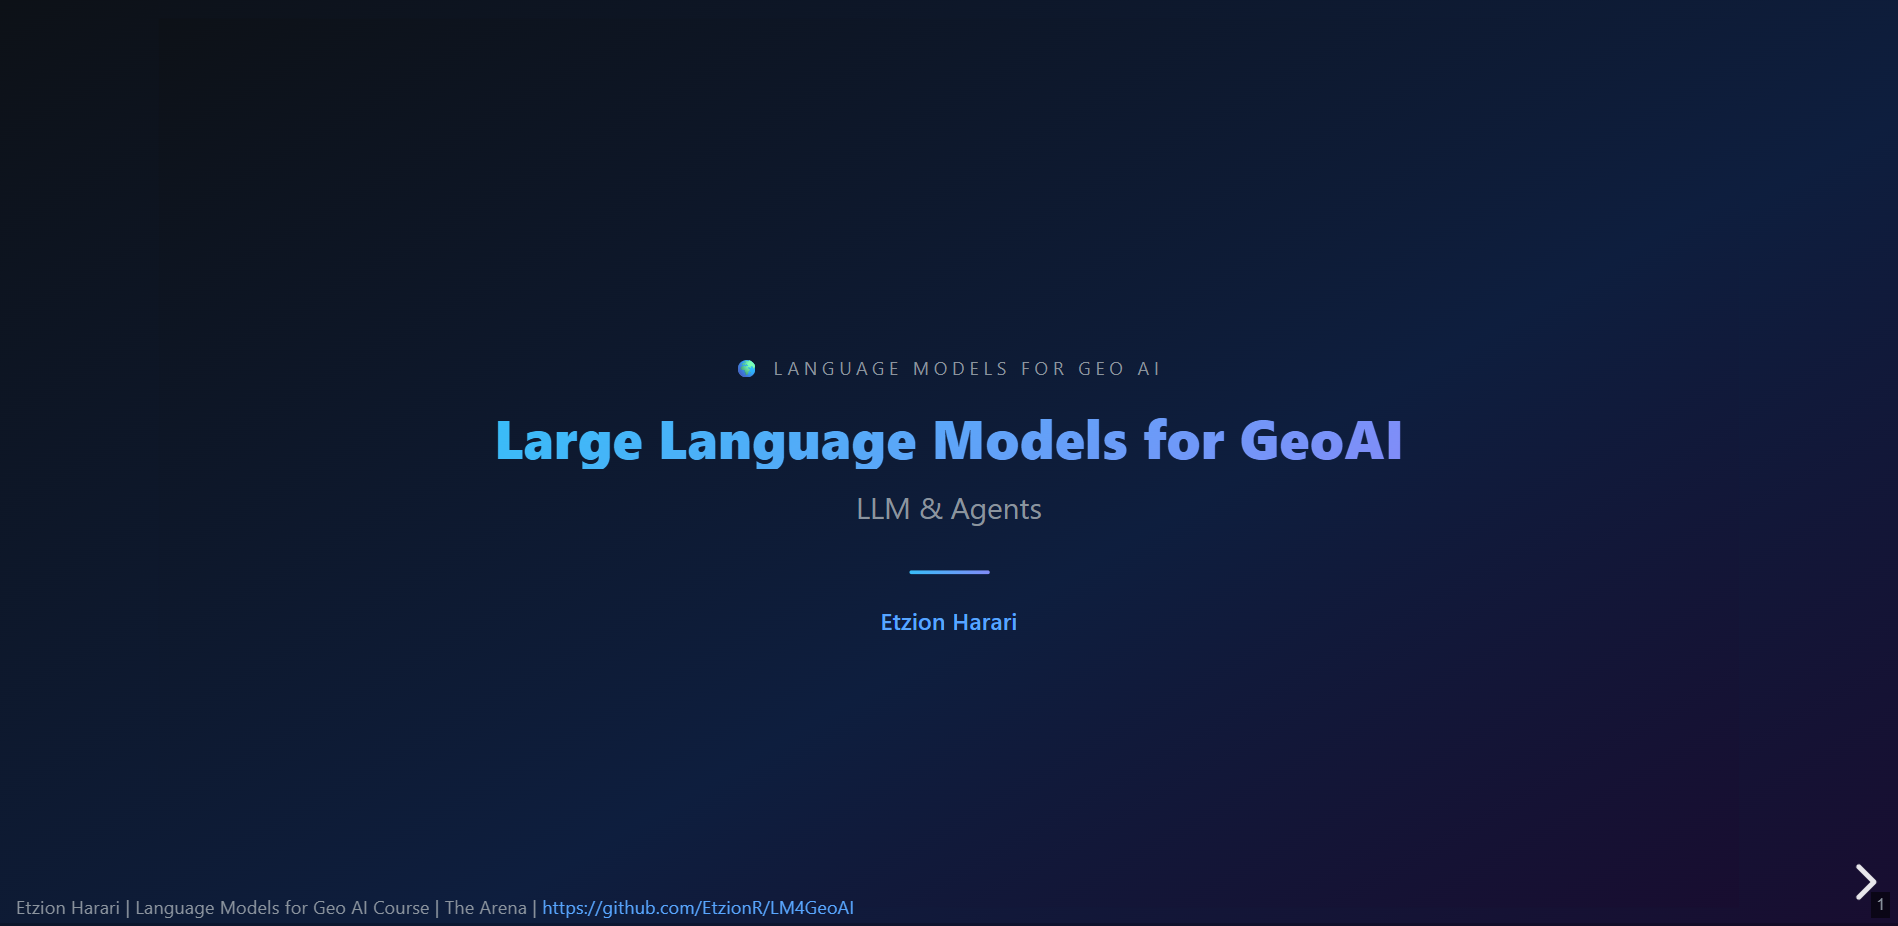 LANGUAGE MODELS FOR GEO AI
Large Language Models for GeoAI
LLM & Agents
Etzion Harari
Etzion Harari | Language Models for Geo AI Course | The Arena | https://github.com/EtzionR/LM4GeoAI
1